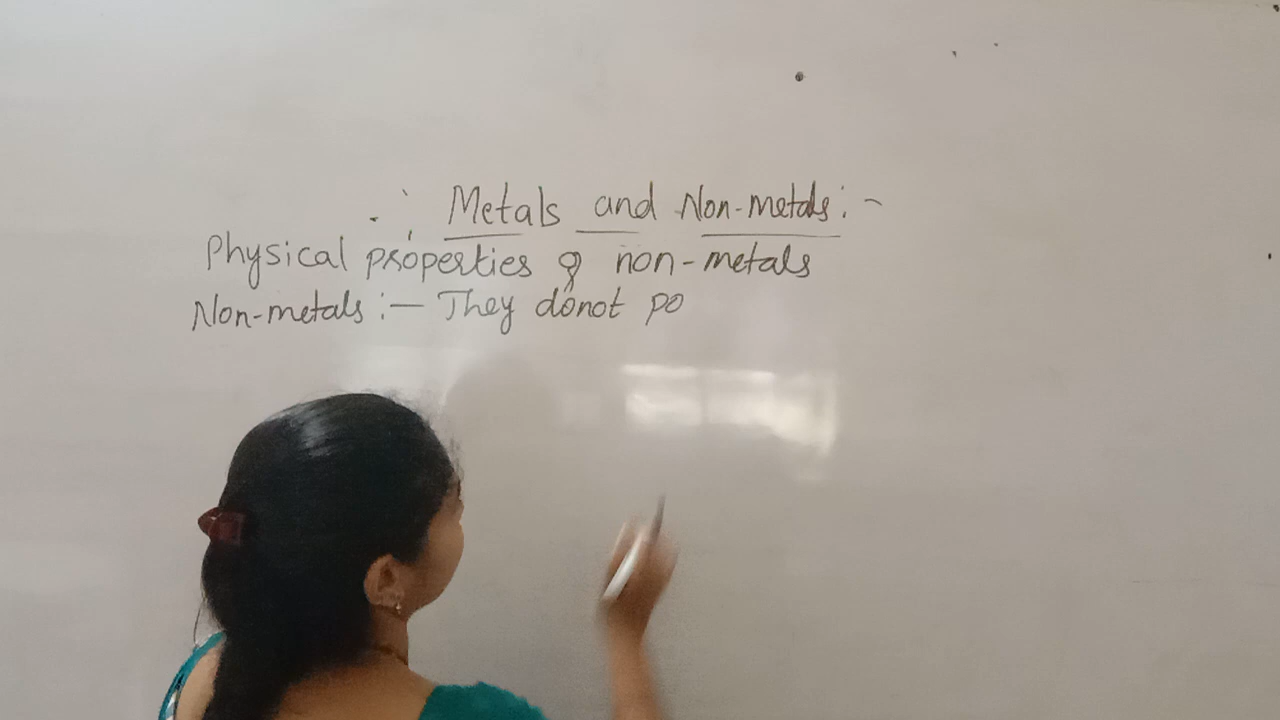 Metals and Non-metals:-
Physical properties of non-metals
Non-metals:- They donot po